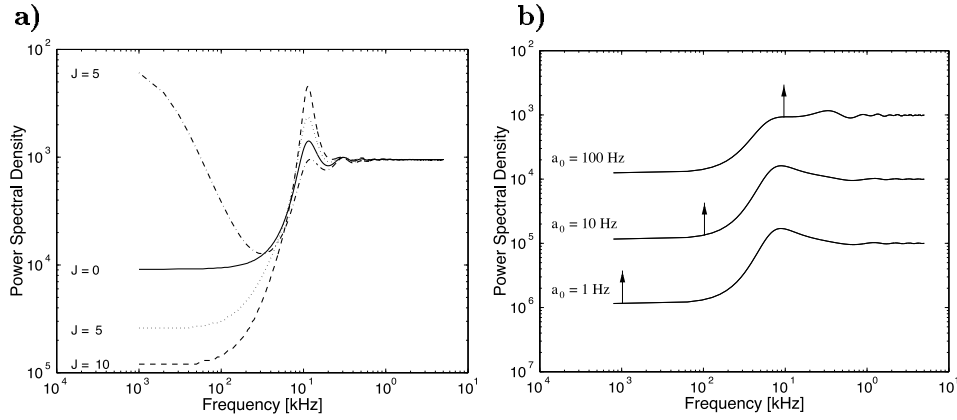 a)
10²
J = 5
10³
Power Spectral Density
10⁴
J = 0
J = 5
J = 10
10⁵
10⁴ 10³ 10² 10¹ 10⁰ 10¹
Frequency [kHz]
b)
10²
10³
a₀ = 100 Hz
10⁴
Power Spectral Density
a₀ = 10 Hz
10⁵
a₀ = 1 Hz
10⁶
10⁷
10⁴ 10³ 10² 10¹ 10⁰ 10¹
Frequency [kHz]